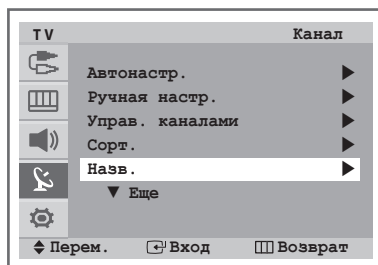 TV Канал
Автонастр.
Ручная настр.
Управ. каналами
Сорт.
Назв.
▼ Еще
Перем. Вход Возврат